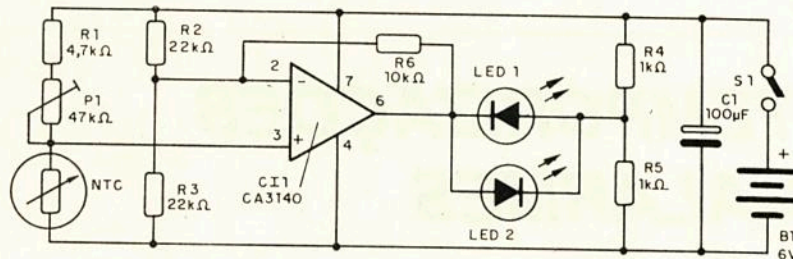 R1
4,7kΩ
P1
47kΩ
NTC
R2
22kΩ
R3
22kΩ
2
-
3
+
7
4
6
CI1
CA3140
R6
10kΩ
LED 1
LED 2
R4
1kΩ
R5
1kΩ
C1
100µF
S1
+
B1
6V